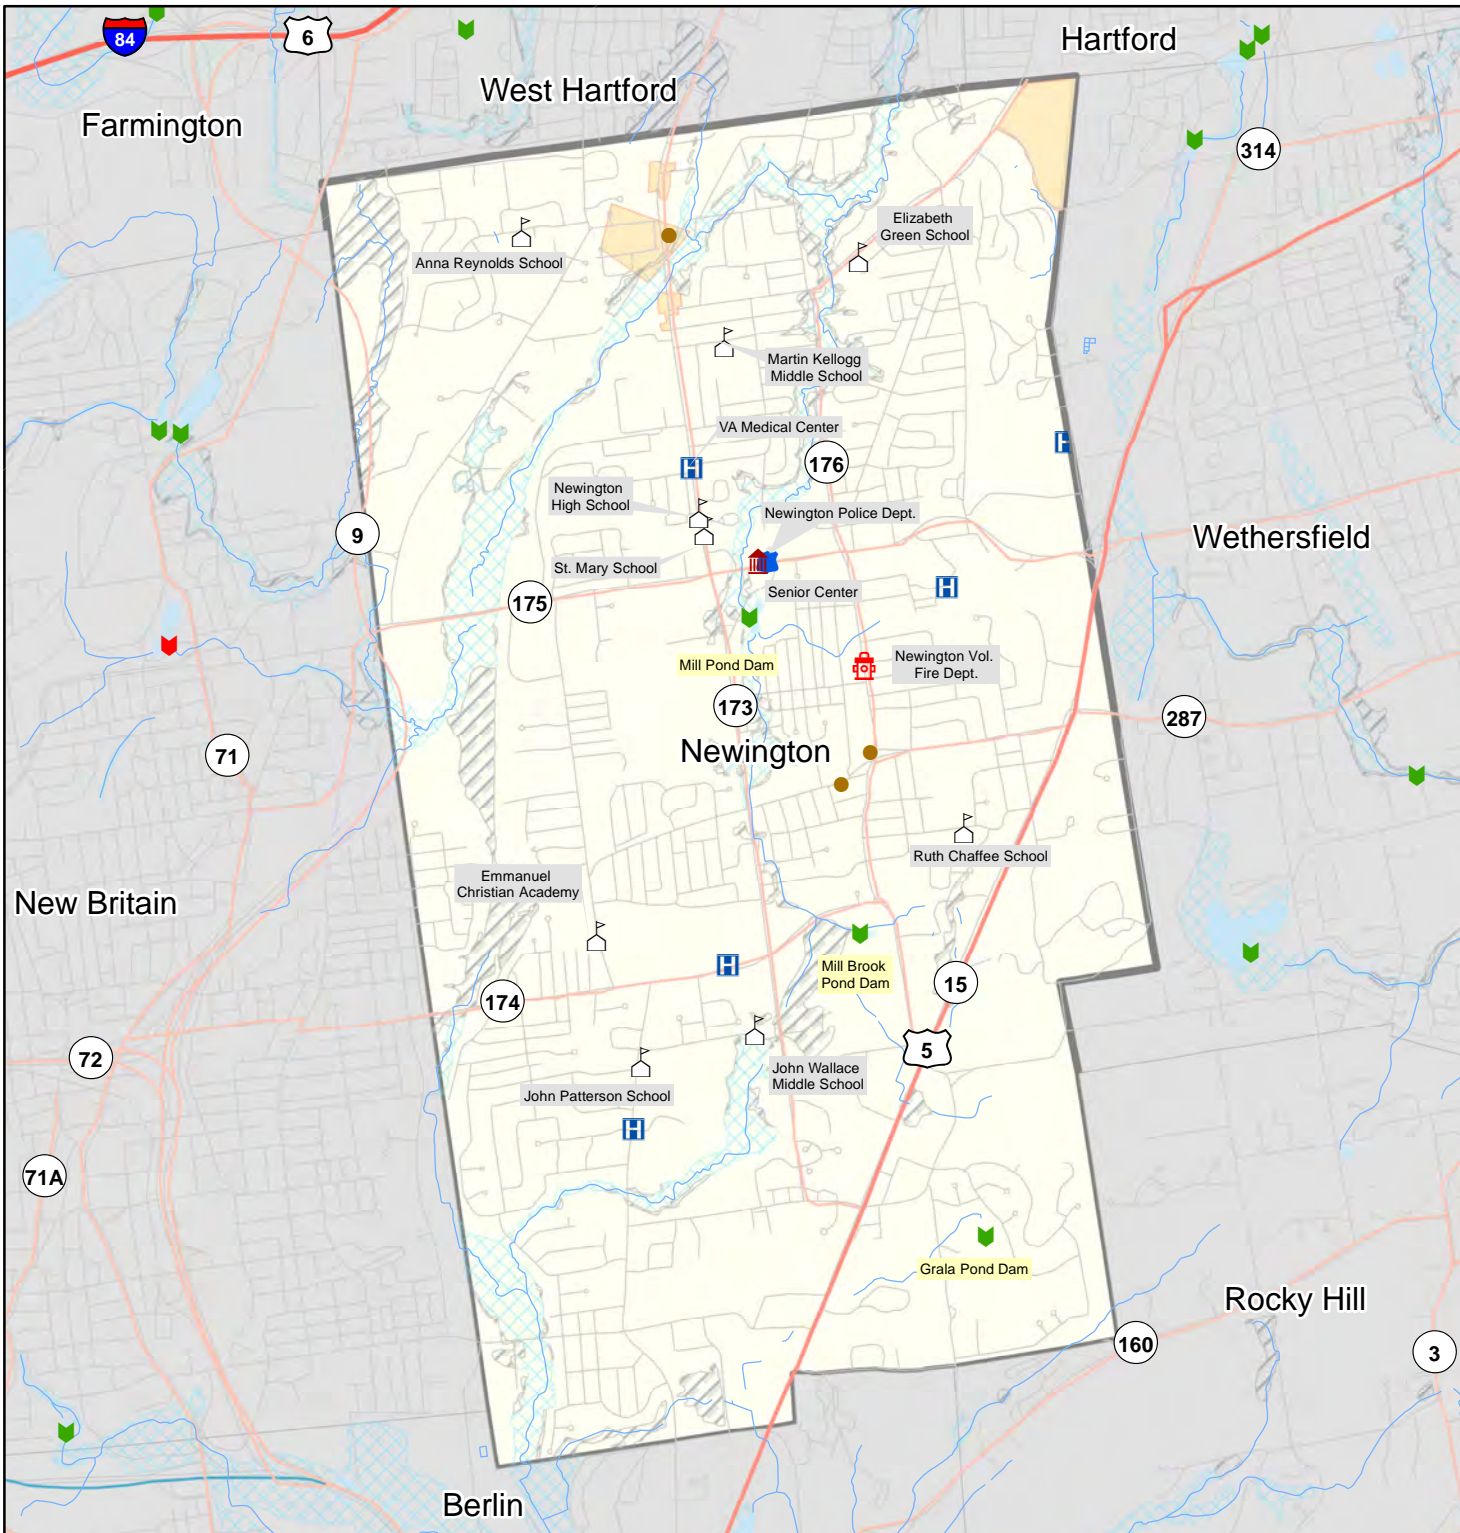 84
6
Hartford
West Hartford
Farmington
314
Elizabeth
Green School
Anna Reynolds School
Martin Kellogg
Middle School
VA Medical Center
H
H
176
Newington
High School
Newington Police Dept.
9
Wethersfield
St. Mary School
Senior Center
H
175
Mill Pond Dam
Newington Vol.
Fire Dept.
173
287
71
Newington
Ruth Chaffee School
Emmanuel
Christian Academy
New Britain
H
Mill Brook
Pond Dam
15
174
72
5
John Wallace
Middle School
John Patterson School
H
71A
Grala Pond Dam
Rocky Hill
160
3
Berlin